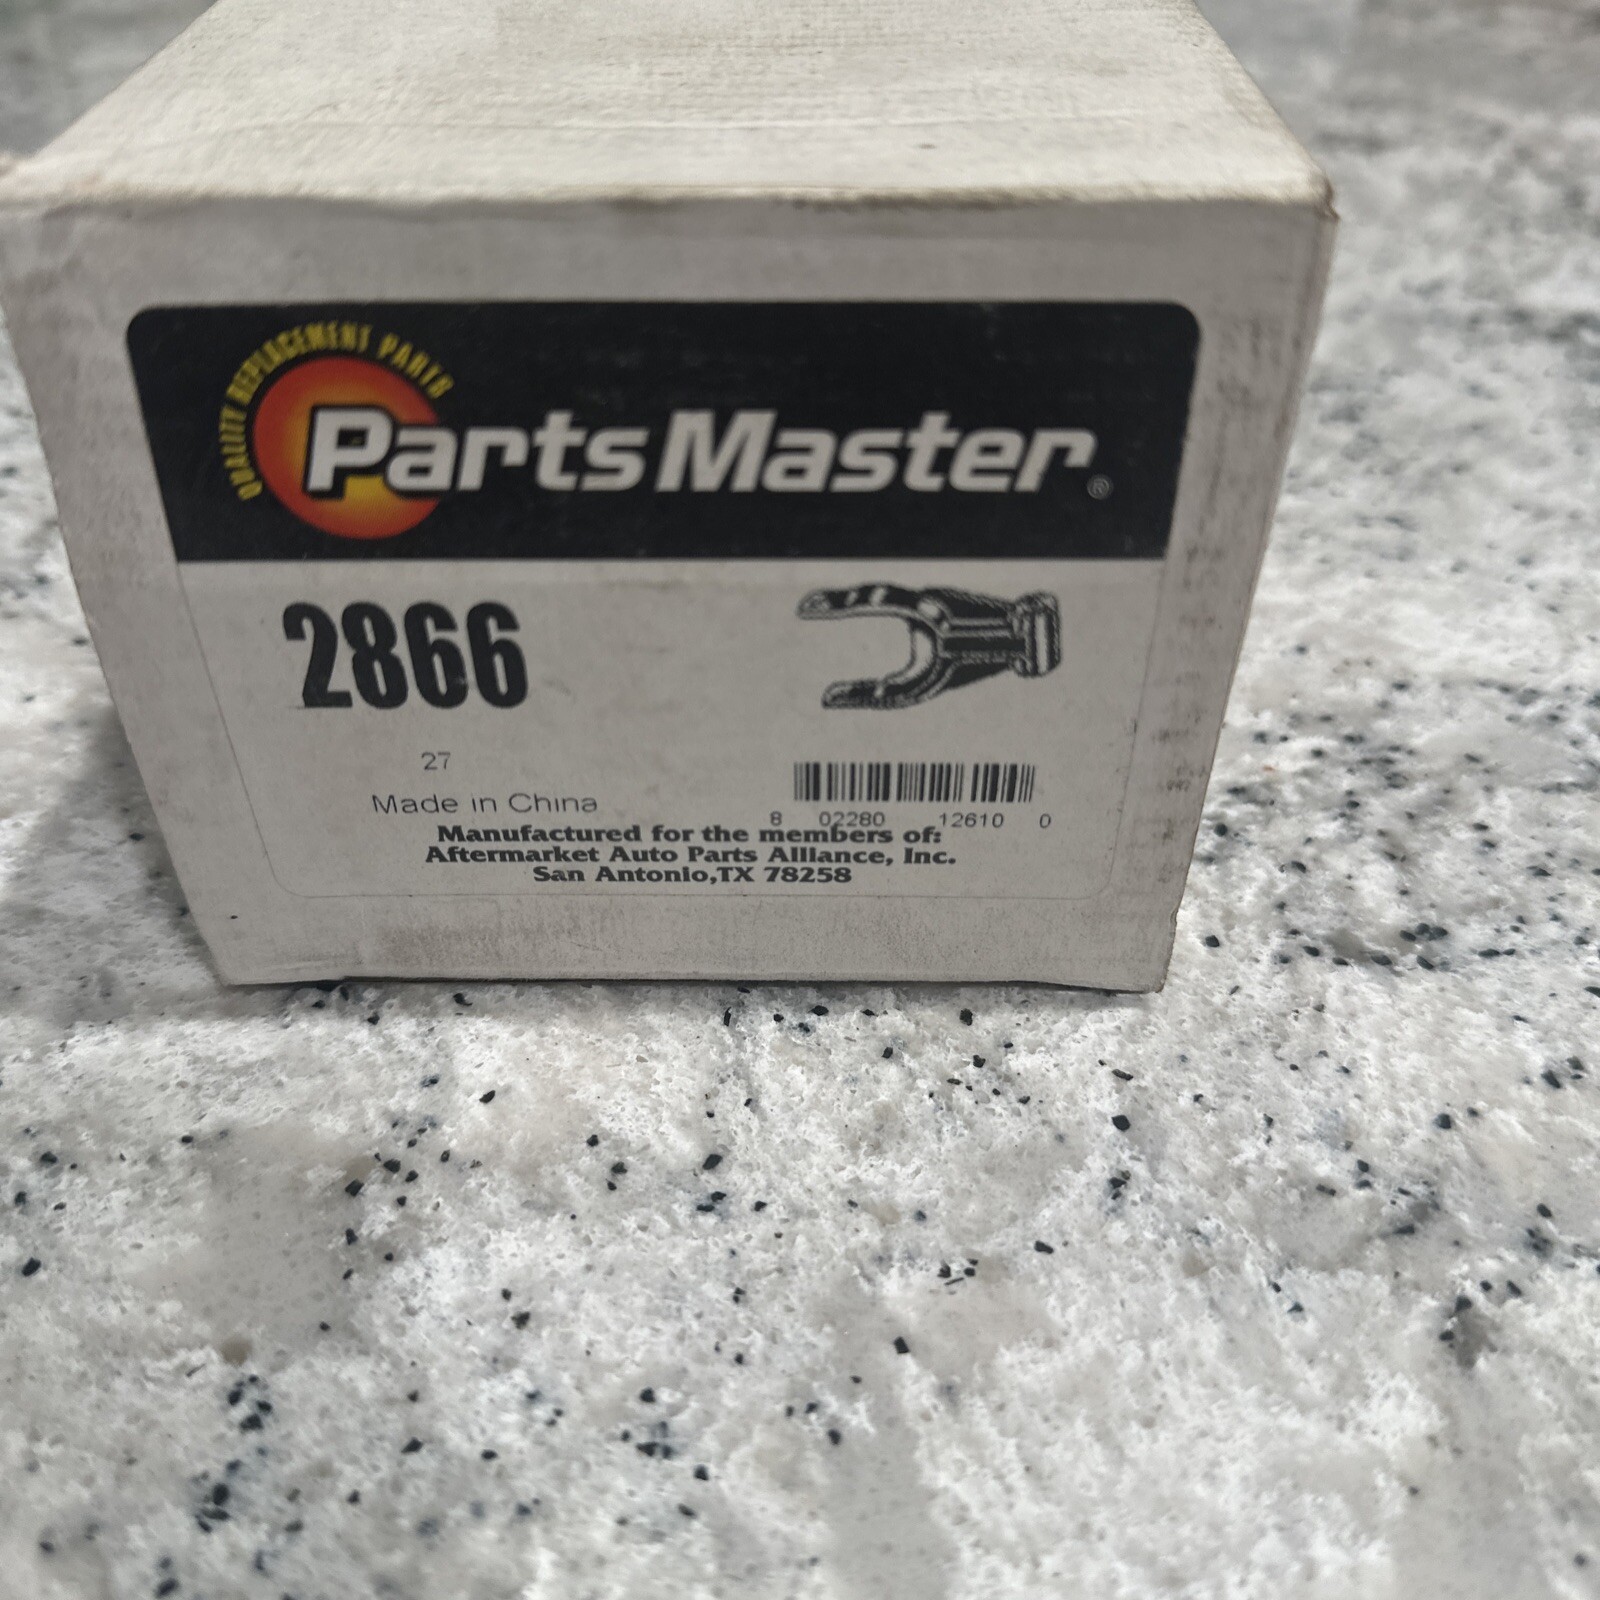 QUALITY REPLACEMENT PARTS
PartsMaster®
2866
27
Made in China
8 02280 12610 0
Manufactured for the members of:
Aftermarket Auto Parts Alliance, Inc.
San Antonio,TX 78258